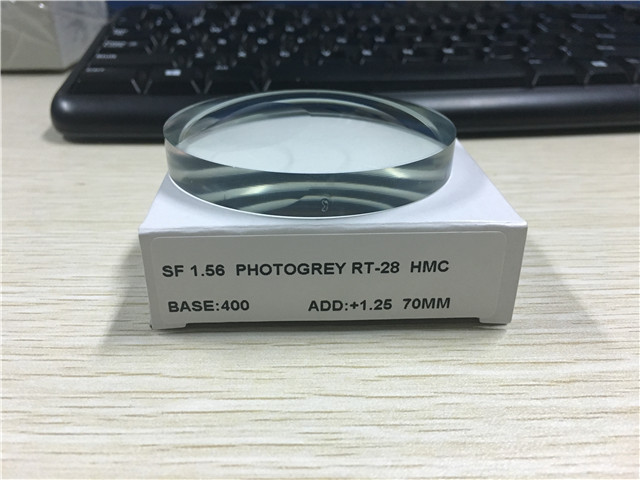 SF 1.56 PHOTOGREY RT-28 HMC
BASE:400 ADD:+1.25 70MM